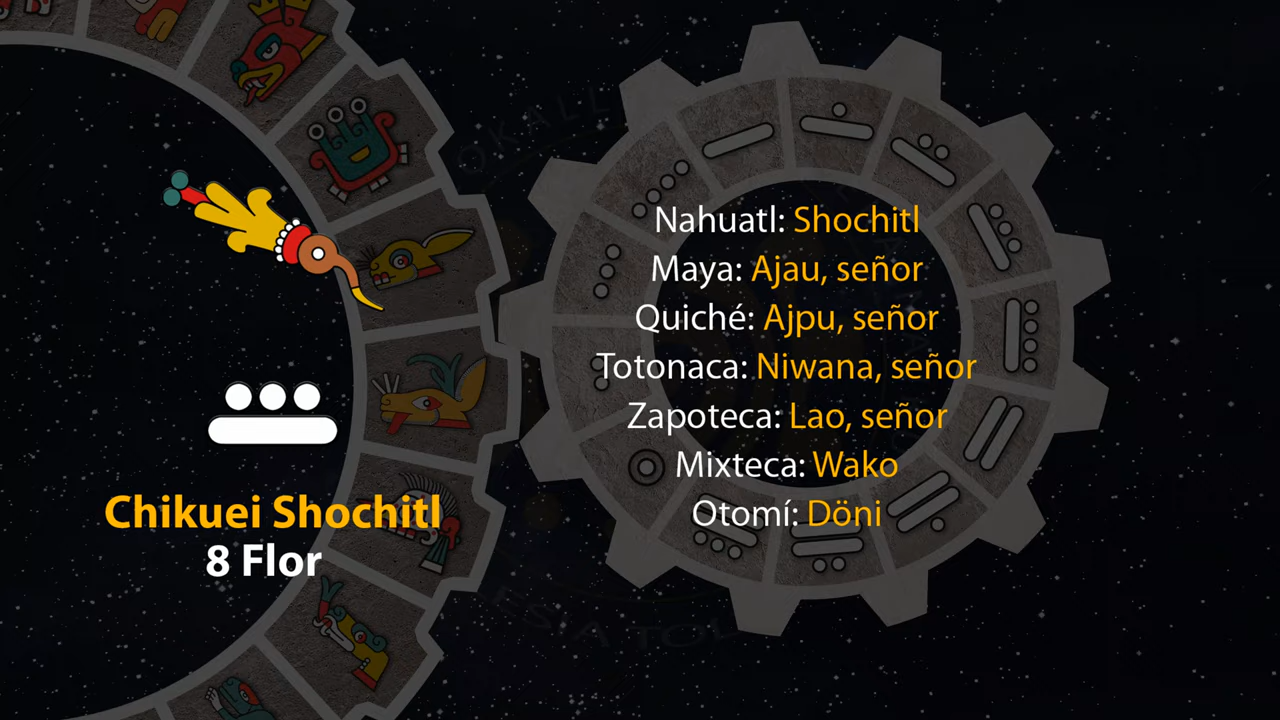 Nahuatl: Shochitl
Maya: Ajau, señor
Quiché: Ajpu, señor
Totonaca: Niwana, señor
Zapoteca: Lao, señor
Mixteca: Wako
Otomí: Döni
Chikuei Shochitl
8 Flor